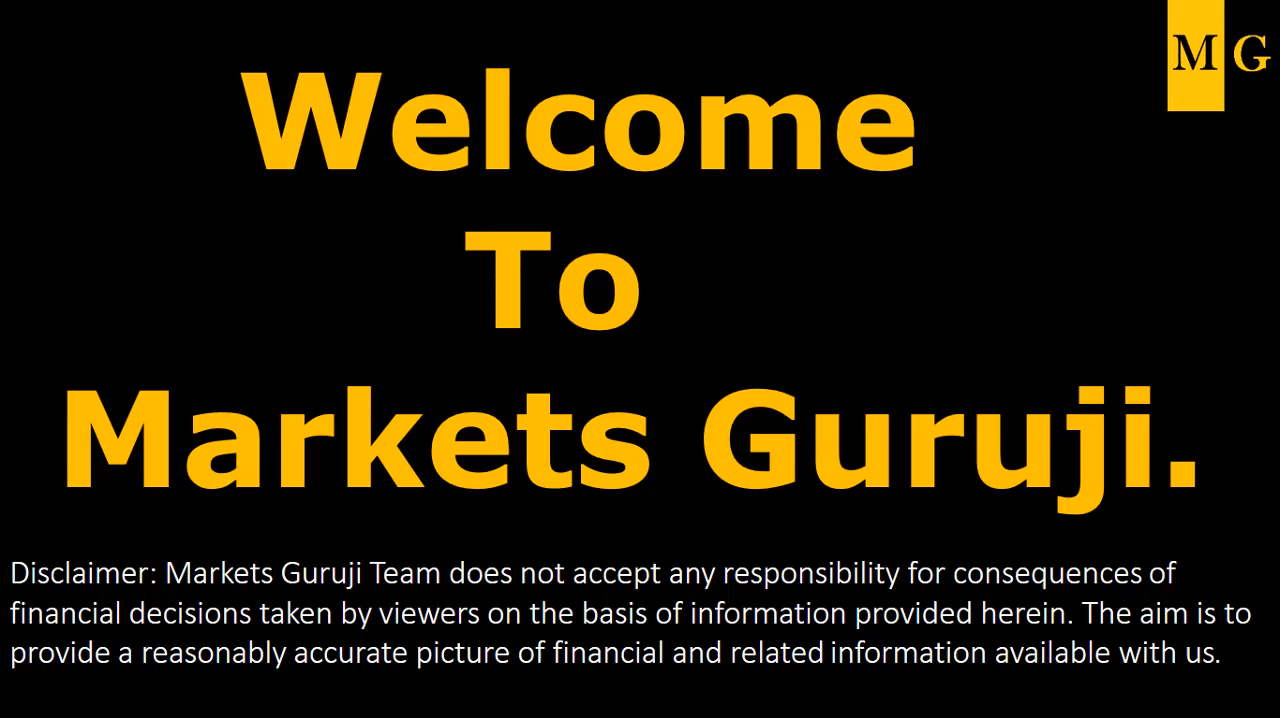 M G
Welcome
To
Markets Guruji.
Disclaimer: Markets Guruji Team does not accept any responsibility for consequences of
financial decisions taken by viewers on the basis of information provided herein. The aim is to
provide a reasonably accurate picture of financial and related information available with us.